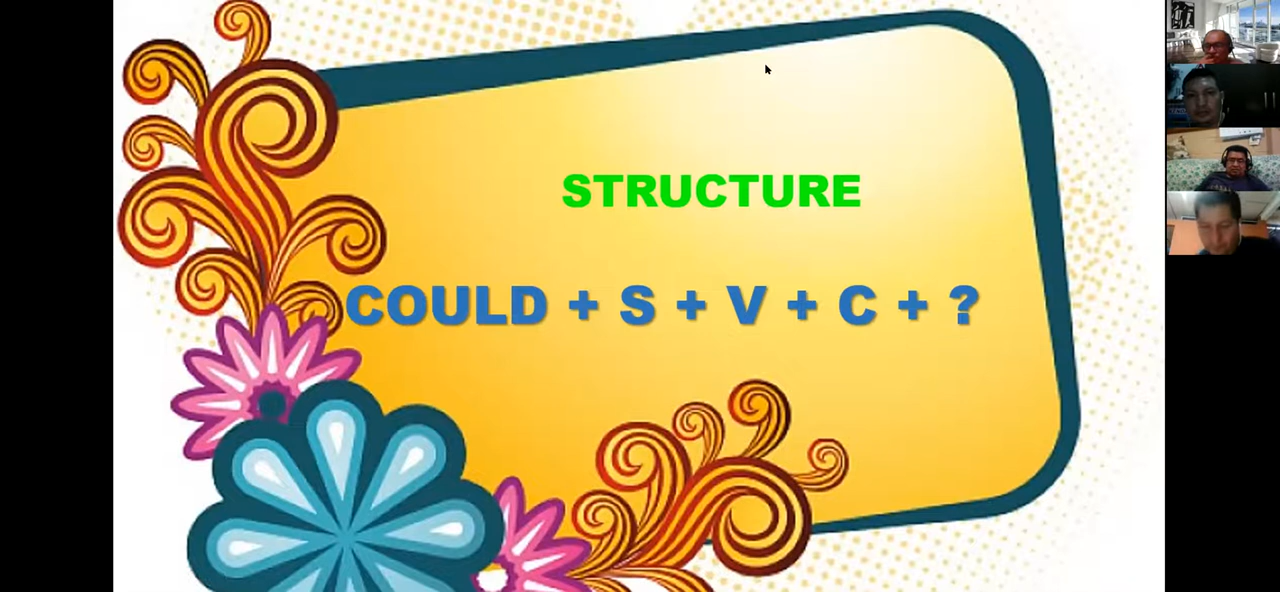 STRUCTURE
COULD + S + V + C + ?